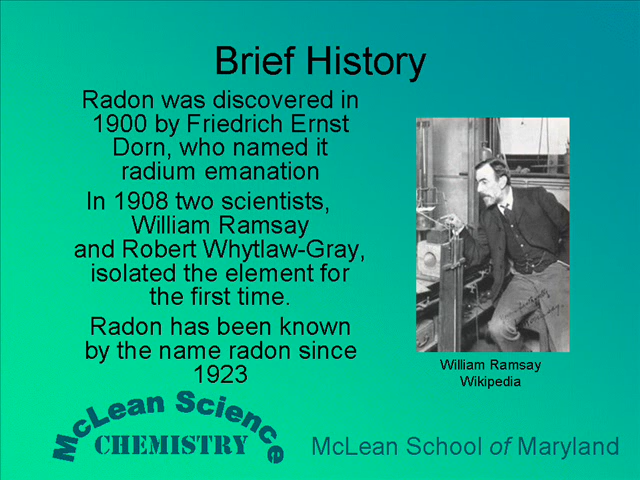 Brief History
Radon was discovered in
1900 by Friedrich Ernst
Dorn, who named it
radium emanation
In 1908 two scientists,
William Ramsay
and Robert Whytlaw-Gray,
isolated the element for
the first time.
Radon has been known
by the name radon since
1923
William Ramsay
Wikipedia
McLean Science
CHEMISTRY
McLean School of Maryland